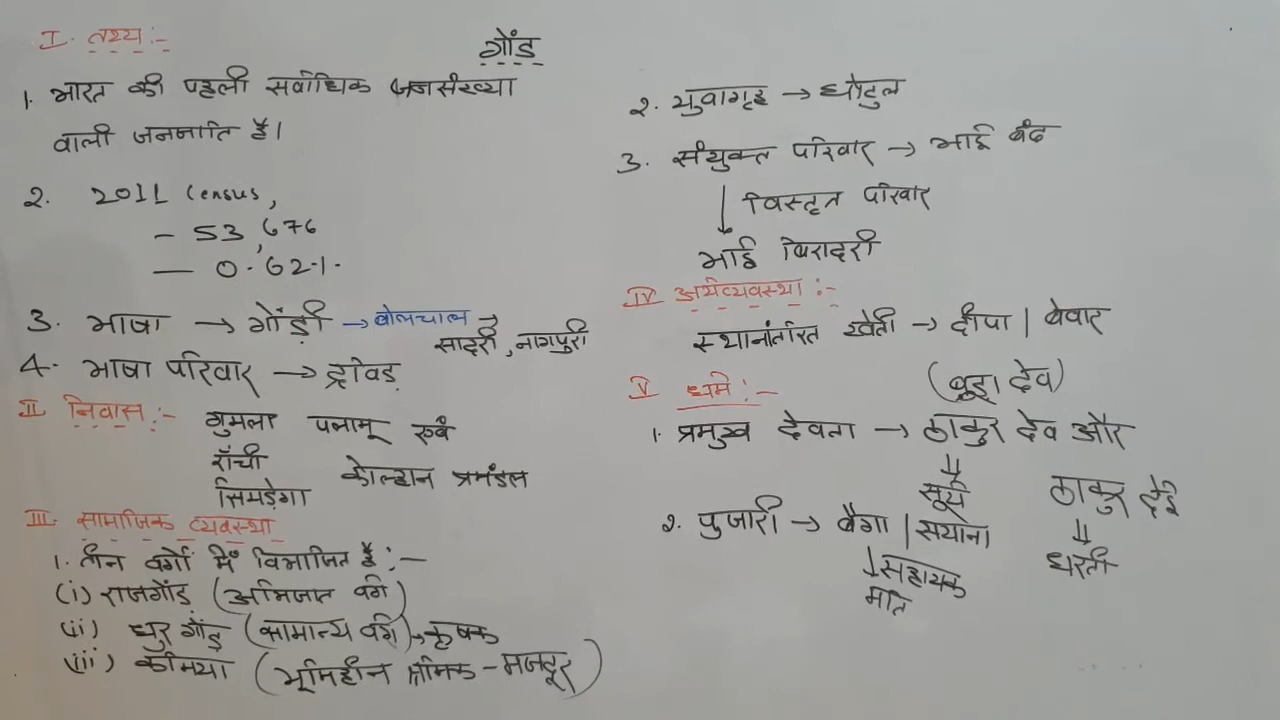 गोंड
I. तथ्य :-
1. भारत की पहली सर्वाधिक जनसंख्या
वाली जनजाति है।
2. 2011 Census,
- 53,676
- 0.62%
3. भाषा → गोंडी → बोलचाल →
सादरी, नागपुरी
4. भाषा परिवार → द्रविड़
II निवास :-
गुमला पलामू एवं
राँची कोल्हान प्रमंडल
सिमडेगा
III. सामाजिक व्यवस्था
1. तीन वर्गों में विभाजित है :-
(i) राजगोंड (अभिजात वर्ग)
(ii) धुर गोंड (सामान्य वर्ग) → कृषक
(iii) कमिया (भूमिहीन श्रमिक - मजदूर)
2. युवागृह → घोटुल
3. संयुक्त परिवार → भाई बंद
↓ विस्तृत परिवार
भाई बिरादरी
IV अर्थव्यवस्था :-
स्थानांतरित खेती → दीपा | बेवार
V धर्म :-
(बुढ़ा देव)
1. प्रमुख देवता → ठाकुर देव और
⇓ सूर्य ठाकुर देई
⇓
धरती
2. पुजारी → बैगा | सयाना
↓ सहायक
मति